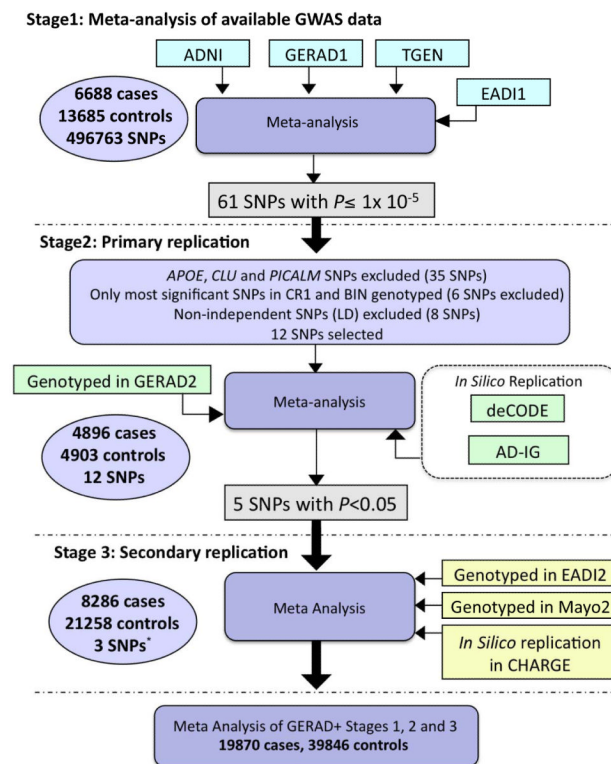 Stage1: Meta-analysis of available GWAS data
ADNI
GERAD1
TGEN
EADI1
6688 cases
13685 controls
496763 SNPs
Meta-analysis
61 SNPs with P≤ 1x 10-5
Stage2: Primary replication
APOE, CLU and PICALM SNPs excluded (35 SNPs)
Only most significant SNPs in CR1 and BIN genotyped (6 SNPs excluded)
Non-independent SNPs (LD) excluded (8 SNPs)
12 SNPs selected
Genotyped in GERAD2
Meta-analysis
In Silico Replication
deCODE
AD-IG
4896 cases
4903 controls
12 SNPs
5 SNPs with P<0.05
Stage 3: Secondary replication
8286 cases
21258 controls
3 SNPs*
Meta Analysis
Genotyped in EADI2
Genotyped in Mayo2
In Silico replication
in CHARGE
Meta Analysis of GERAD+ Stages 1, 2 and 3
19870 cases, 39846 controls